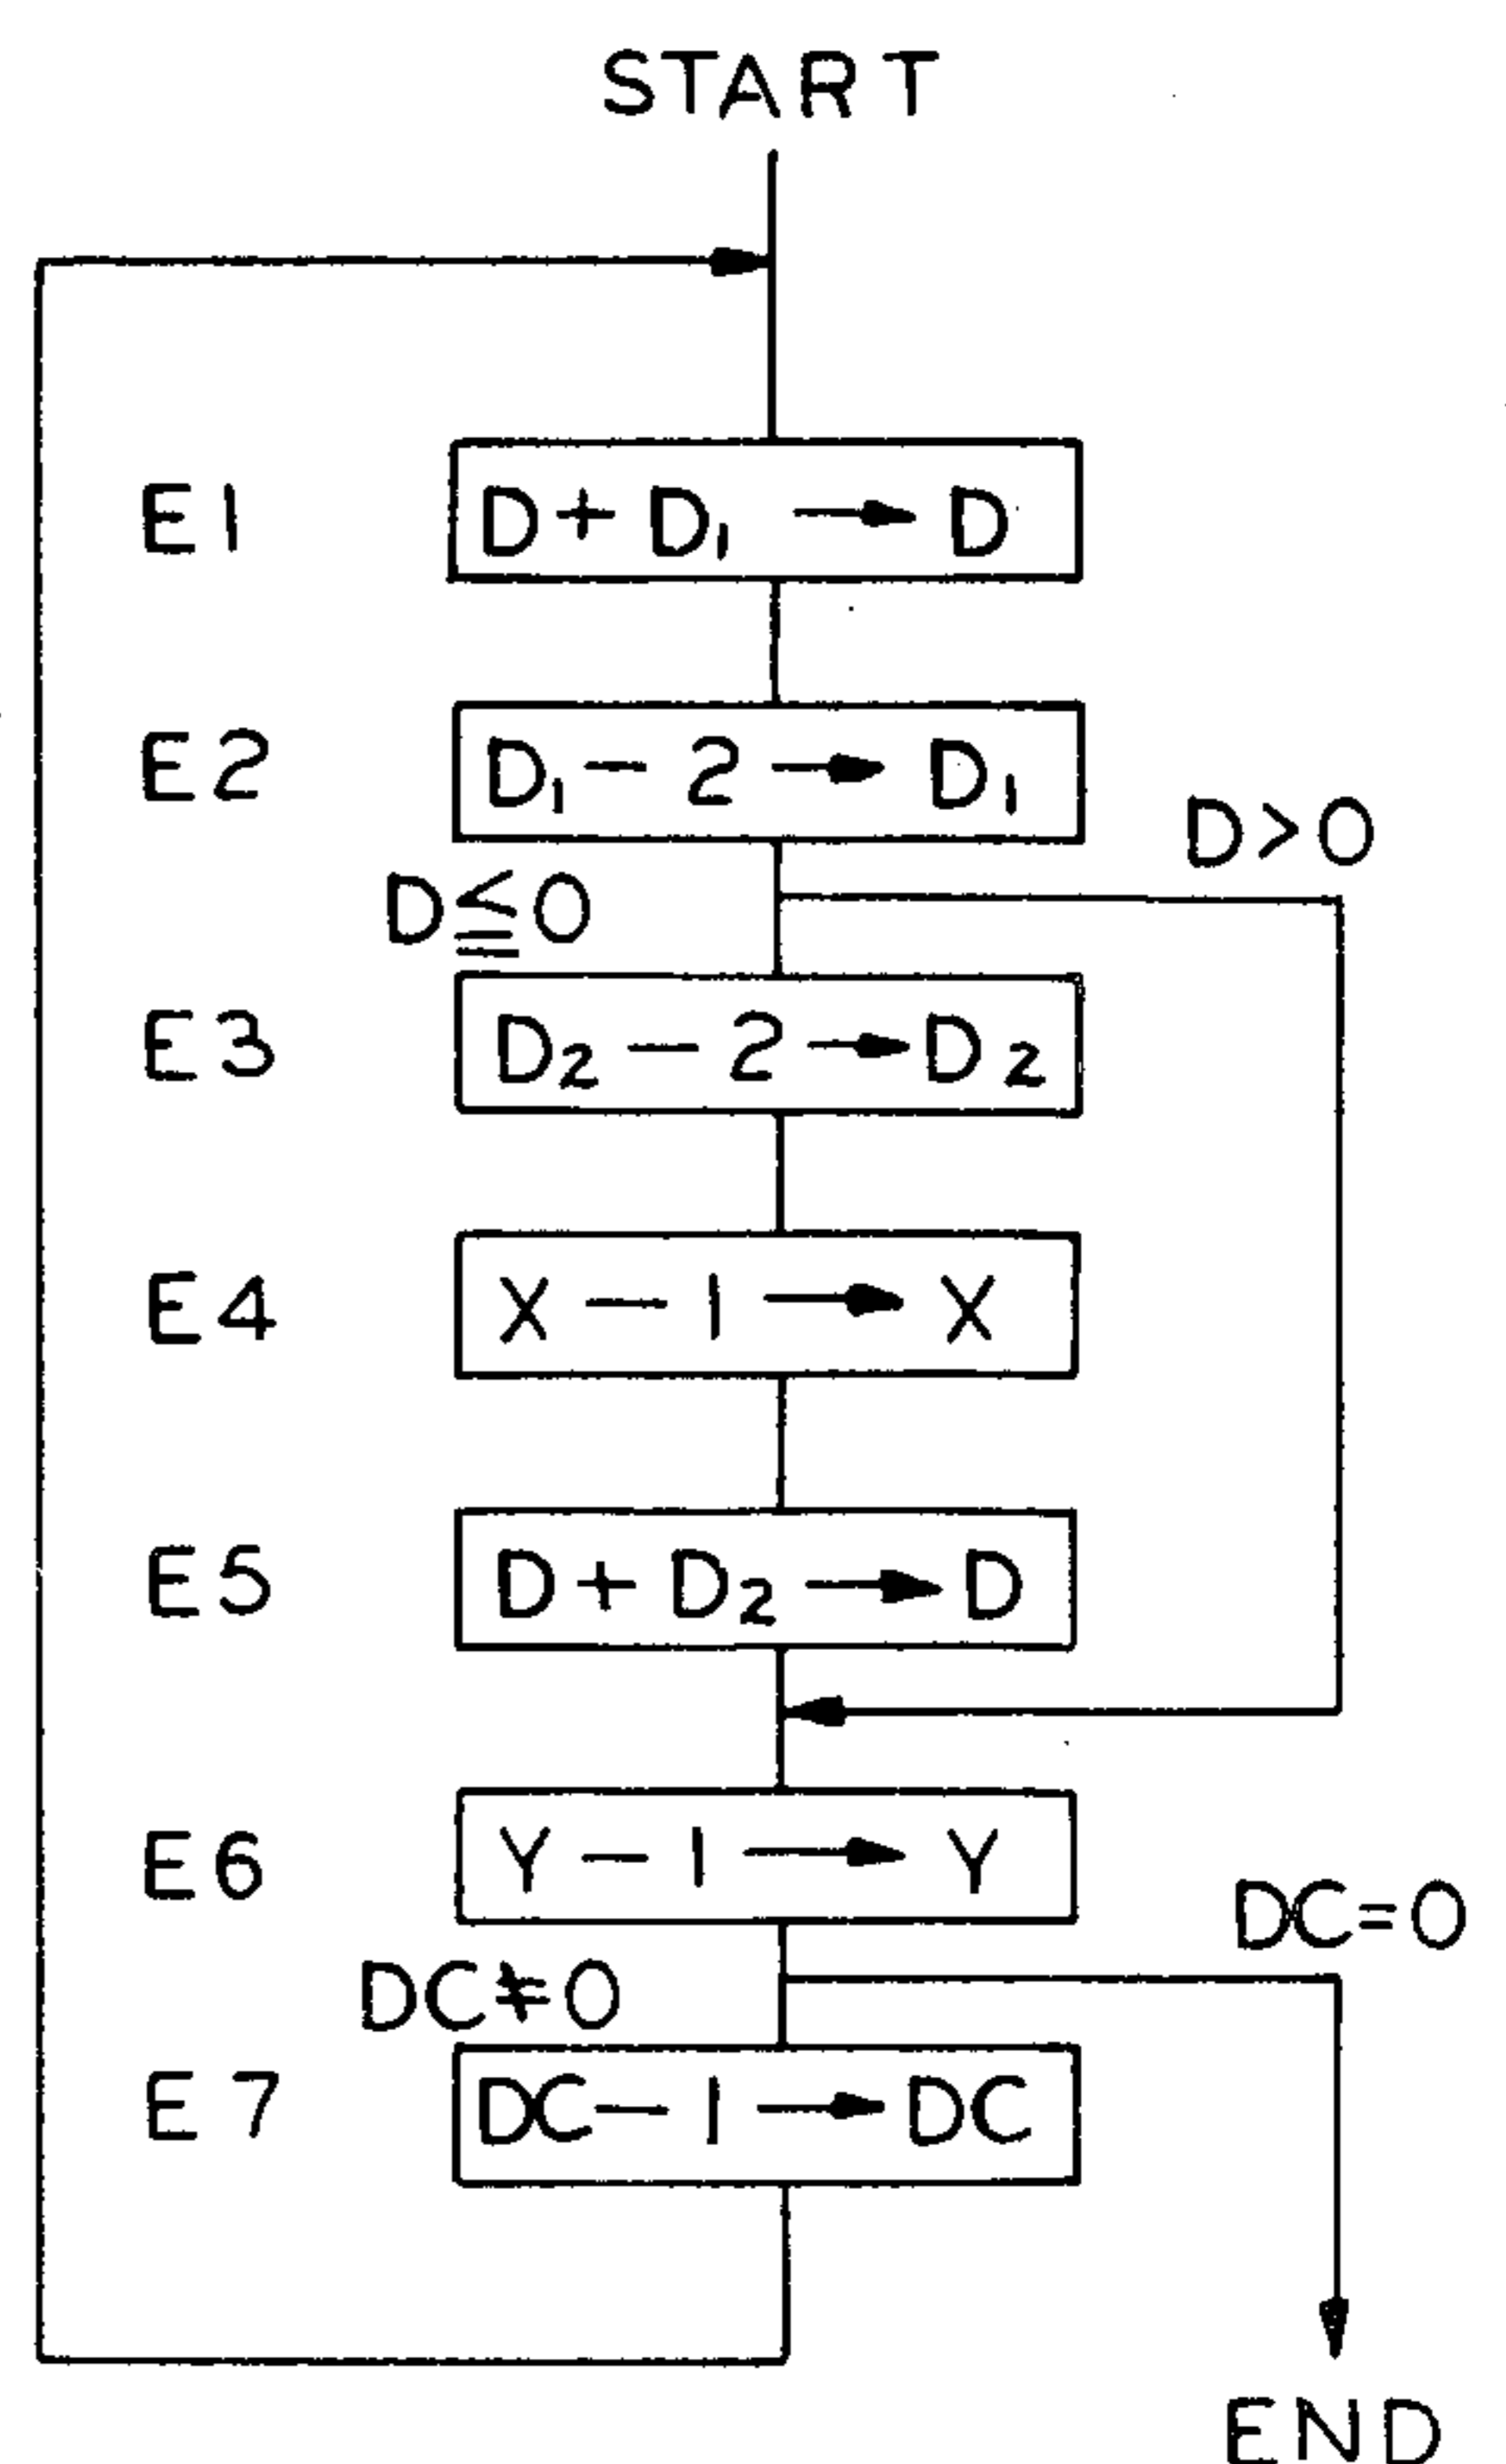 START
E1 D+D₁ → D
E2 D₁ − 2 → D₁
D>0
D≦0
E3 D₂ − 2 → D₂
E4 X − 1 → X
E5 D+D₂ → D
E6 Y − 1 → Y
DC=0
DC≠0
E7 DC−1 → DC
END